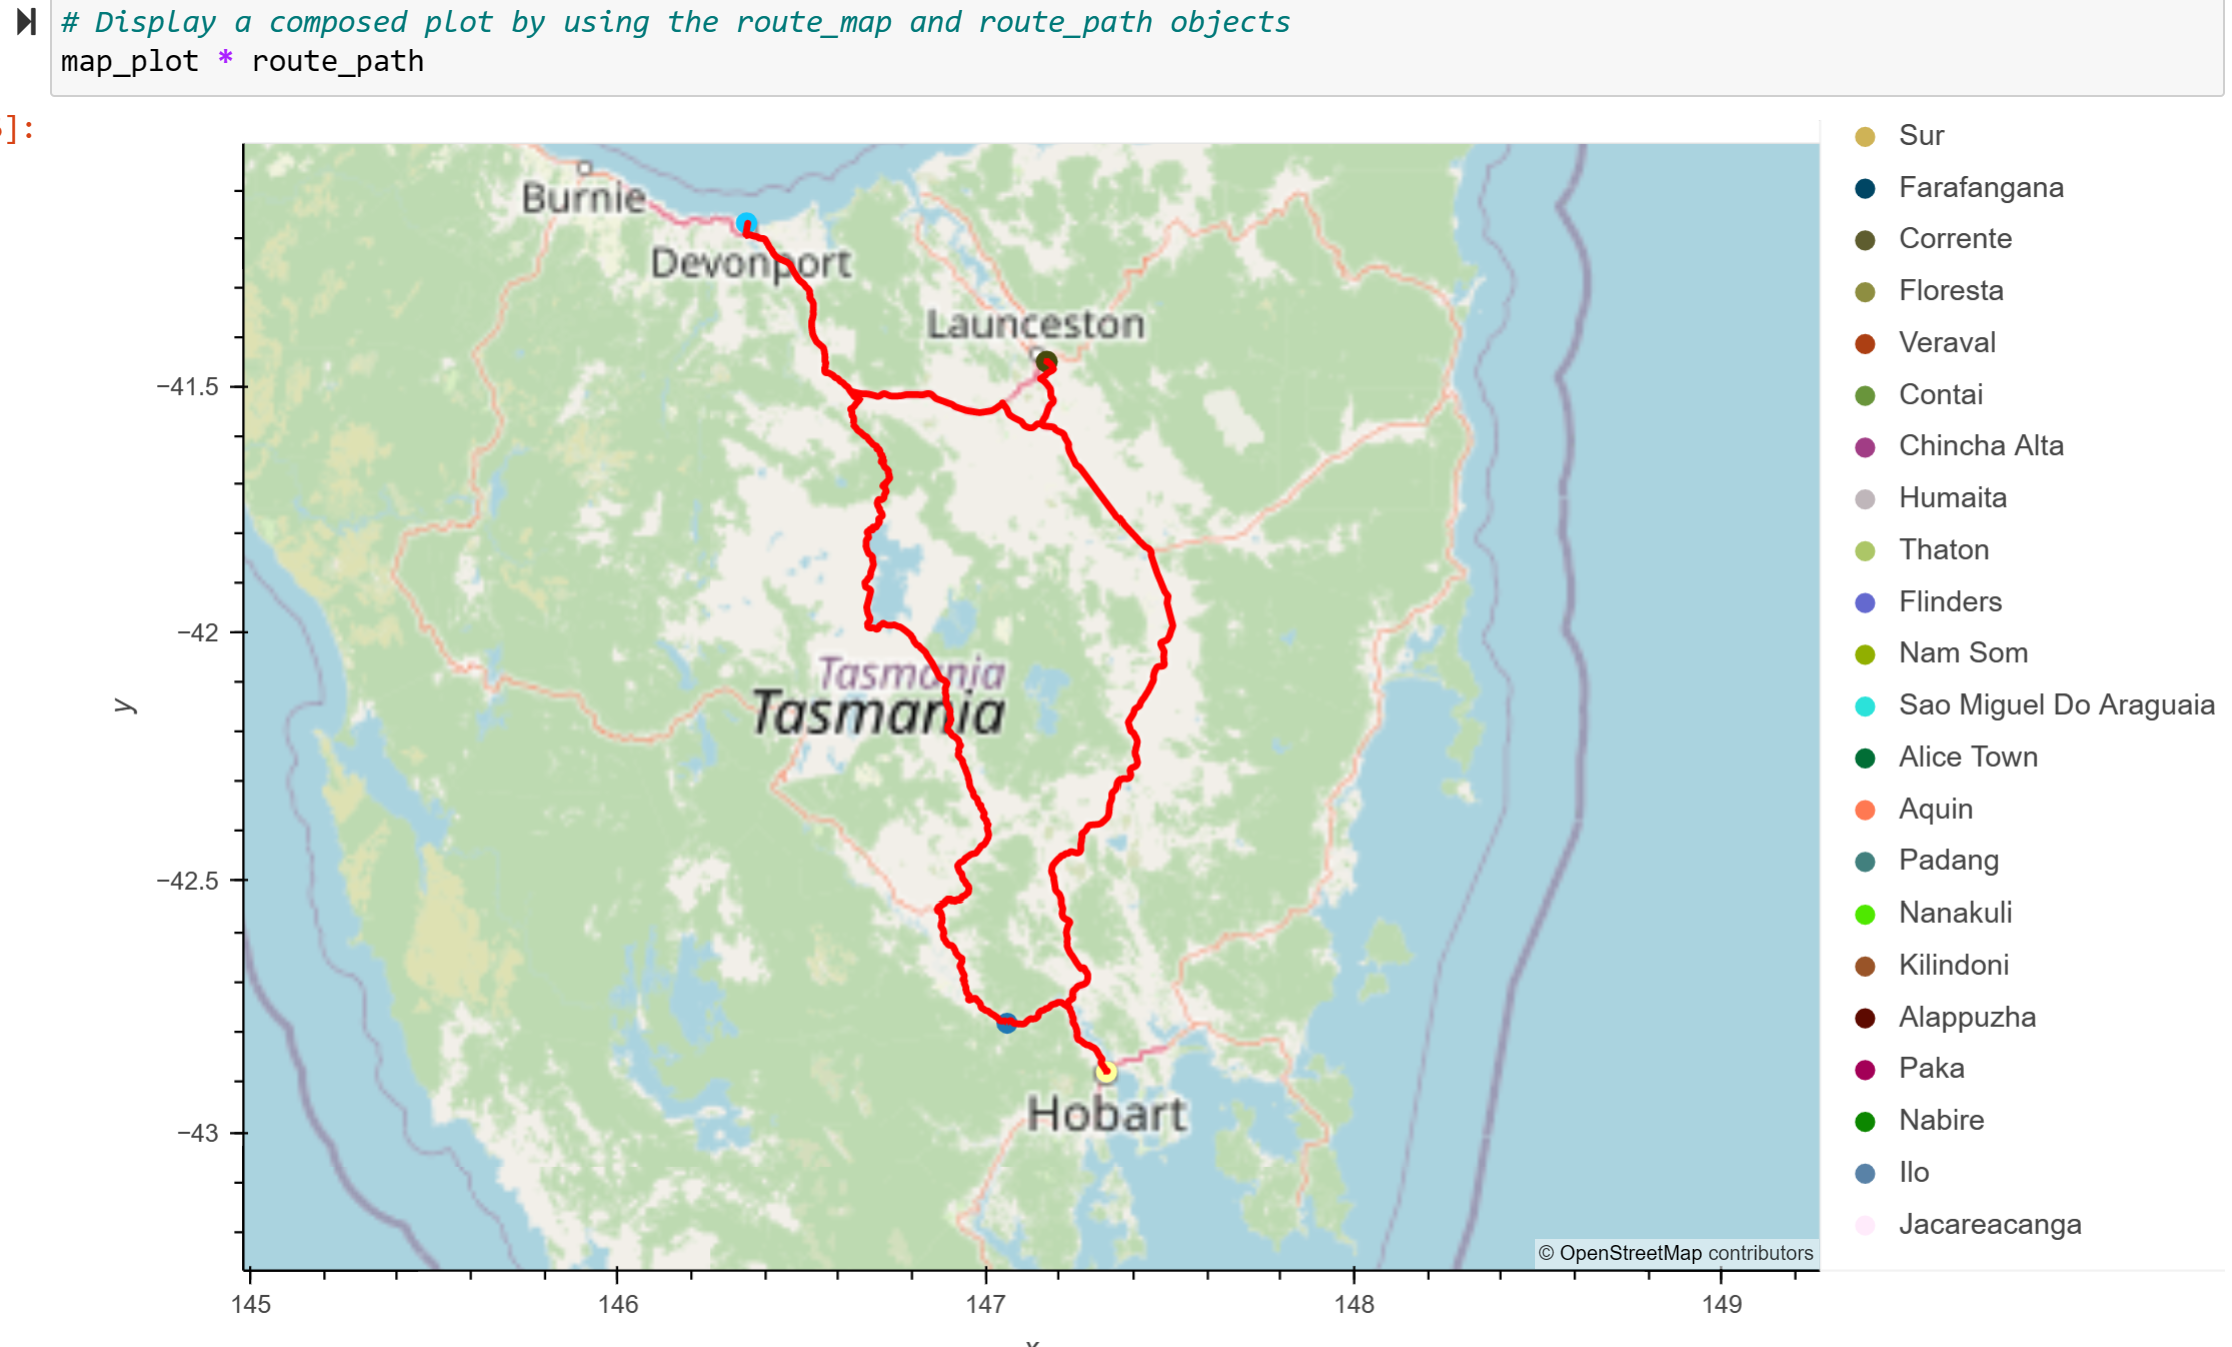 # Display a composed plot by using the route_map and route_path objects
map_plot * route_path
]:
Burnie
Devonport
Launceston
Tasmania
Tasmania
Hobart
© OpenStreetMap contributors
−41.5
−42
−42.5
−43
y
145
146
147
148
149
x
Sur
Farafangana
Corrente
Floresta
Veraval
Contai
Chincha Alta
Humaita
Thaton
Flinders
Nam Som
Sao Miguel Do Araguaia
Alice Town
Aquin
Padang
Nanakuli
Kilindoni
Alappuzha
Paka
Nabire
Ilo
Jacareacanga